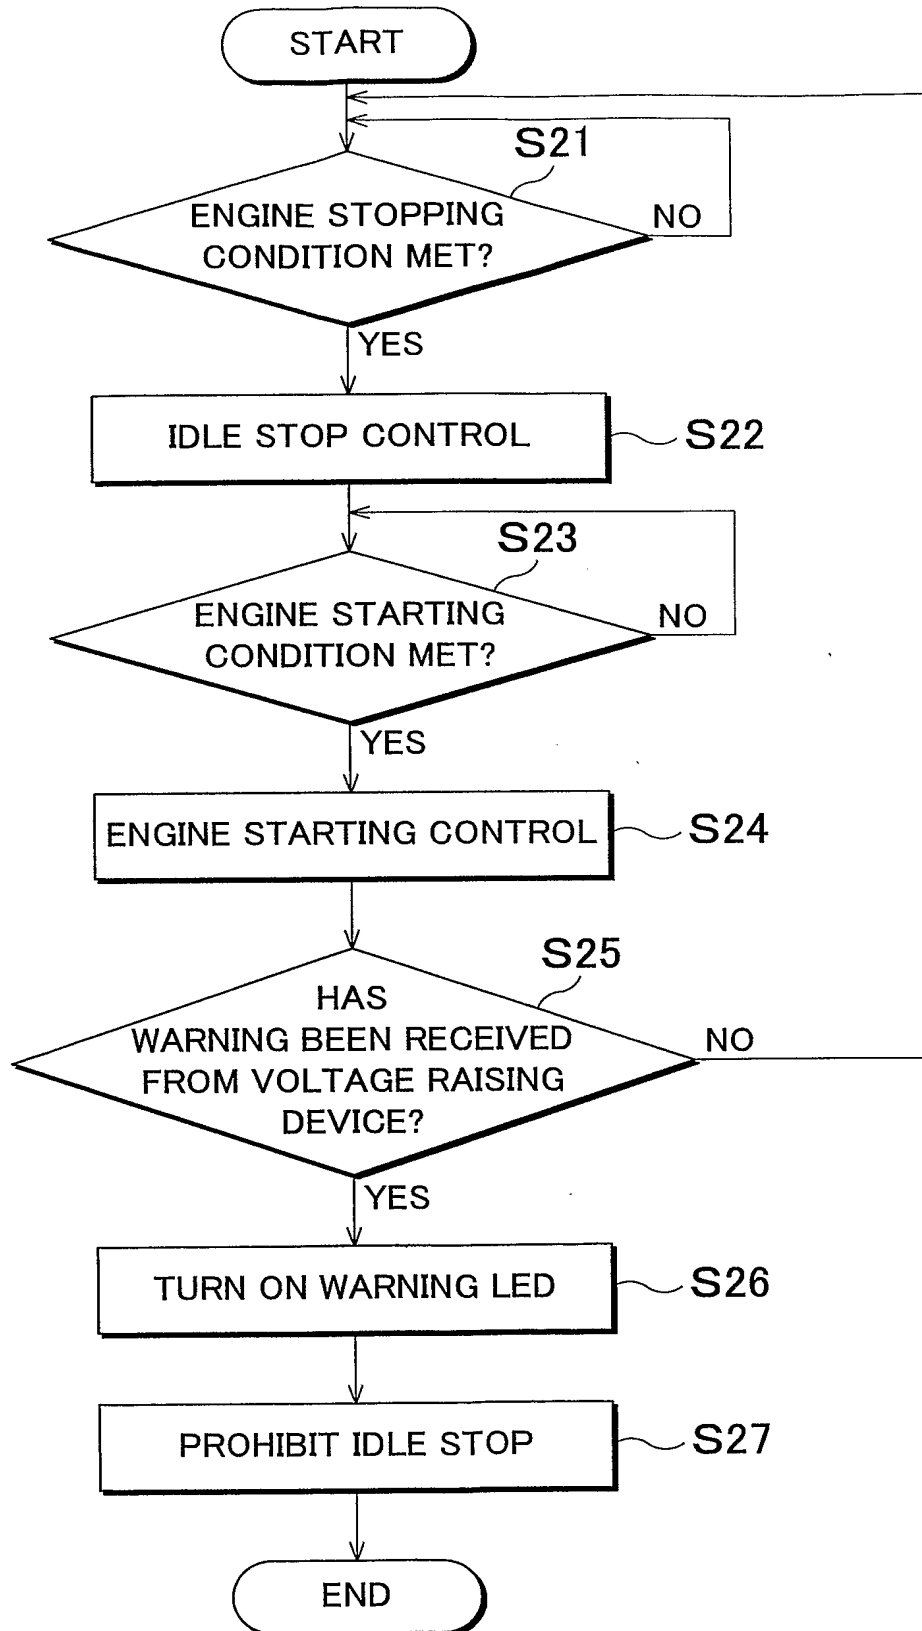 START
S21
ENGINE STOPPING
CONDITION MET?
NO
YES
IDLE STOP CONTROL
S22
S23
ENGINE STARTING
CONDITION MET?
NO
YES
ENGINE STARTING CONTROL
S24
S25
HAS
WARNING BEEN RECEIVED
FROM VOLTAGE RAISING
DEVICE?
NO
YES
TURN ON WARNING LED
S26
PROHIBIT IDLE STOP
S27
END